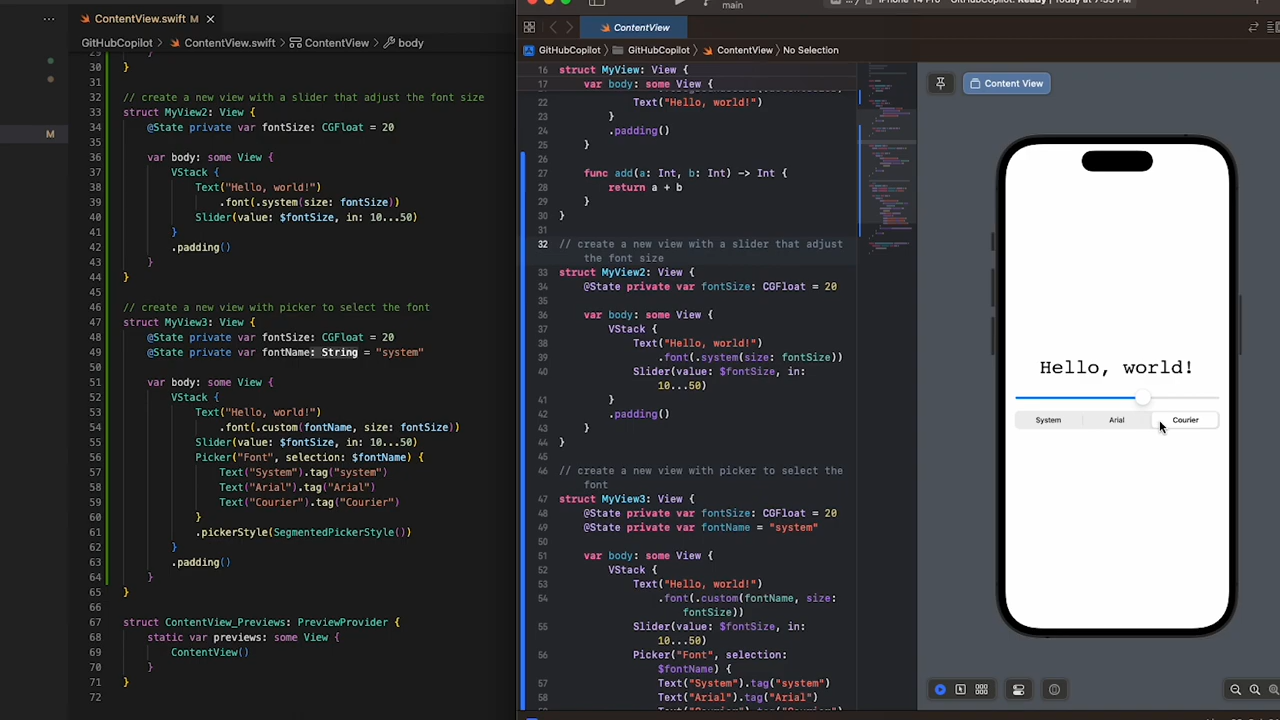 ContentView.swift M
GitHubCopilot > ContentView.swift > ContentView > body
30 }
31
32 // create a new view with a slider that adjust the font size
33 struct MyView2: View {
34 @State private var fontSize: CGFloat = 20
35
36 var body: some View {
37 VStack {
38 Text("Hello, world!")
39 .font(.system(size: fontSize))
40 Slider(value: $fontSize, in: 10...50)
41 }
42 .padding()
43 }
44 }
45
46 // create a new view with picker to select the font
47 struct MyView3: View {
48 @State private var fontSize: CGFloat = 20
49 @State private var fontName: String = "system"
50
51 var body: some View {
52 VStack {
53 Text("Hello, world!")
54 .font(.custom(fontName, size: fontSize))
55 Slider(value: $fontSize, in: 10...50)
56 Picker("Font", selection: $fontName) {
57 Text("System").tag("system")
58 Text("Arial").tag("Arial")
59 Text("Courier").tag("Courier")
60 }
61 .pickerStyle(SegmentedPickerStyle())
62 }
63 .padding()
64 }
65 }
66
67 struct ContentView_Previews: PreviewProvider {
68 static var previews: some View {
69 ContentView()
70 }
71 }
72
M
main
ContentView
GitHubCopilot > GitHubCopilot > ContentView > No Selection
16 struct MyView: View {
17 var body: some View {
22 Text("Hello, world!")
23 }
24 .padding()
25 }
26
27 func add(a: Int, b: Int) -> Int {
28 return a + b
29 }
30 }
31
32 // create a new view with a slider that adjust
the font size
33 struct MyView2: View {
34 @State private var fontSize: CGFloat = 20
35
36 var body: some View {
37 VStack {
38 Text("Hello, world!")
39 .font(.system(size: fontSize))
40 Slider(value: $fontSize, in:
10...50)
41 }
42 .padding()
43 }
44 }
45
46 // create a new view with picker to select the
font
47 struct MyView3: View {
48 @State private var fontSize: CGFloat = 20
49 @State private var fontName = "system"
50
51 var body: some View {
52 VStack {
53 Text("Hello, world!")
54 .font(.custom(fontName, size:
fontSize))
55 Slider(value: $fontSize, in:
10...50)
56 Picker("Font", selection:
$fontName) {
57 Text("System").tag("system")
58 Text("Arial").tag("Arial")
Content View
Hello, world!
System Arial Courier